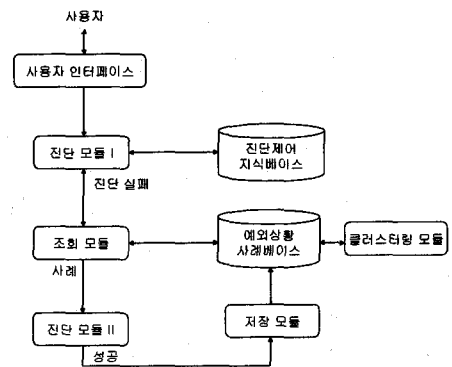 사용자
사용자 인터페이스
진단 모듈 I
진단제어
지식베이스
진단 실패
조회 모듈
예외상황
사례베이스
클러스터링 모듈
사례
진단 모듈 II
저장 모듈
성공